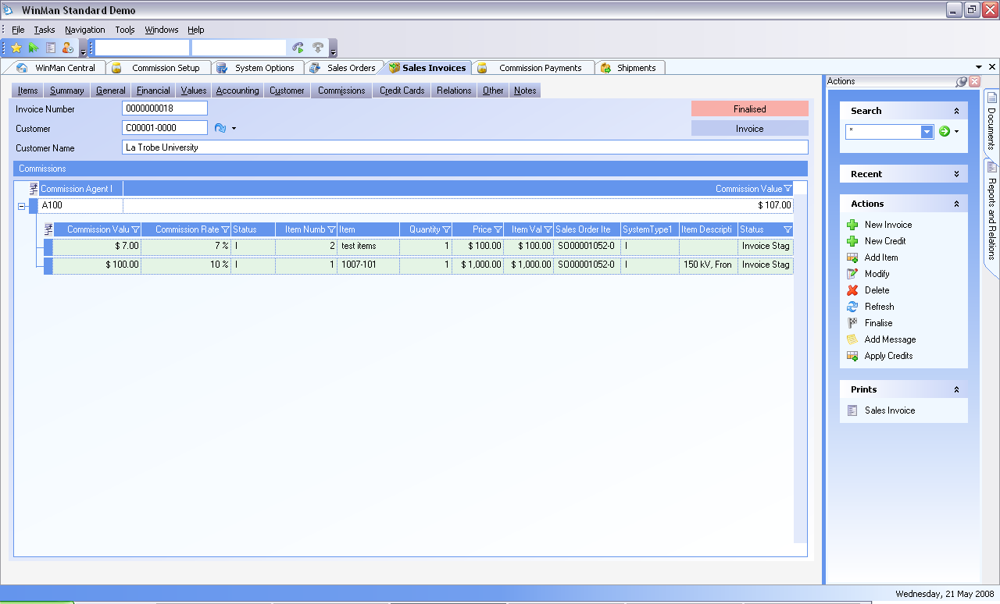 WinMan Standard Demo
File Tasks Navigation Tools Windows Help
WinMan Central Commission Setup System Options Sales Orders Sales Invoices Commission Payments Shipments
Items Summary General Financial Values Accounting Customer Commissions Credit Cards Relations Other Notes
Invoice Number 0000000018 Finalised
Customer C00001-0000 Invoice
Customer Name La Trobe University
Commissions
Commission Agent I Commission Value
A100 $ 107.00
Commission Valu Commission Rate Status Item Numb Item Quantity Price Item Val Sales Order Ite SystemType1 Item Descripti Status
$ 7.00 7 % I 2 test items 1 $ 100.00 $ 100.00 SO00001052-0 I Invoice Stag
$ 100.00 10 % I 1 1007-101 1 $ 1,000.00 $ 1,000.00 SO00001052-0 I 150 kV, Fron Invoice Stag
Actions
Search
*
Recent
Actions
New Invoice
New Credit
Add Item
Modify
Delete
Refresh
Finalise
Add Message
Apply Credits
Prints
Sales Invoice
Documents
Reports and Relations
Wednesday, 21 May 2008